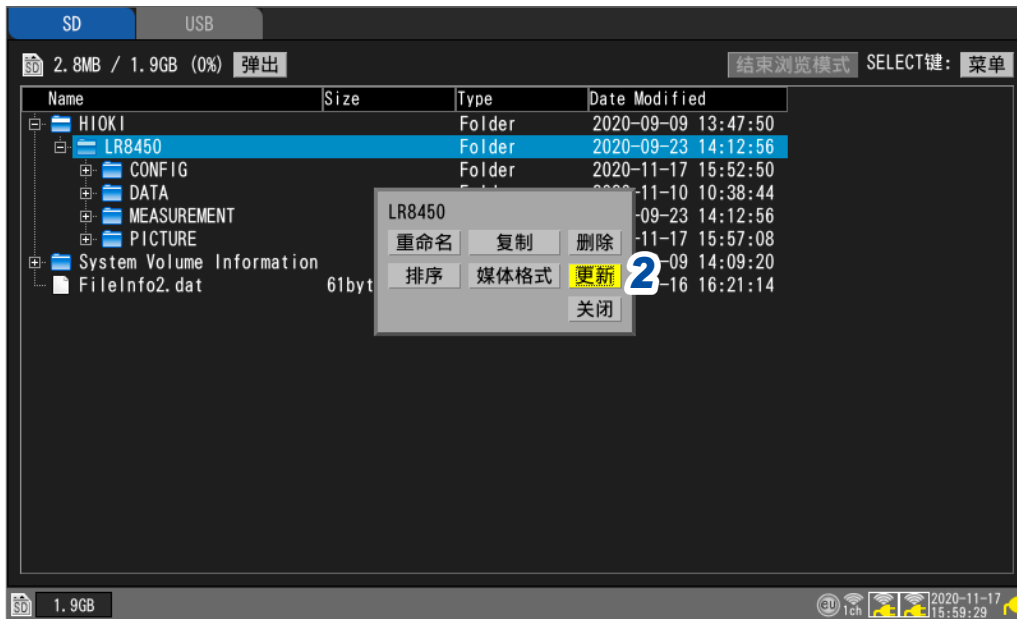 SD USB
SD 2.8MB / 1.9GB (0%) 弹出 结束浏览模式 SELECT键: 菜单
Name Size Type Date Modified
HIOKI Folder 2020-09-09 13:47:50
LR8450 Folder 2020-09-23 14:12:56
CONFIG Folder 2020-11-17 15:52:50
DATA -11-10 10:38:44
MEASUREMENT -09-23 14:12:56
PICTURE -11-17 15:57:08
System Volume Information -09 14:09:20
FileInfo2.dat 61byt -16 16:21:14
LR8450
重命名 复制 删除
排序 媒体格式 更新 2
关闭
SD 1.9GB eu 1ch 2020-11-17
15:59:29